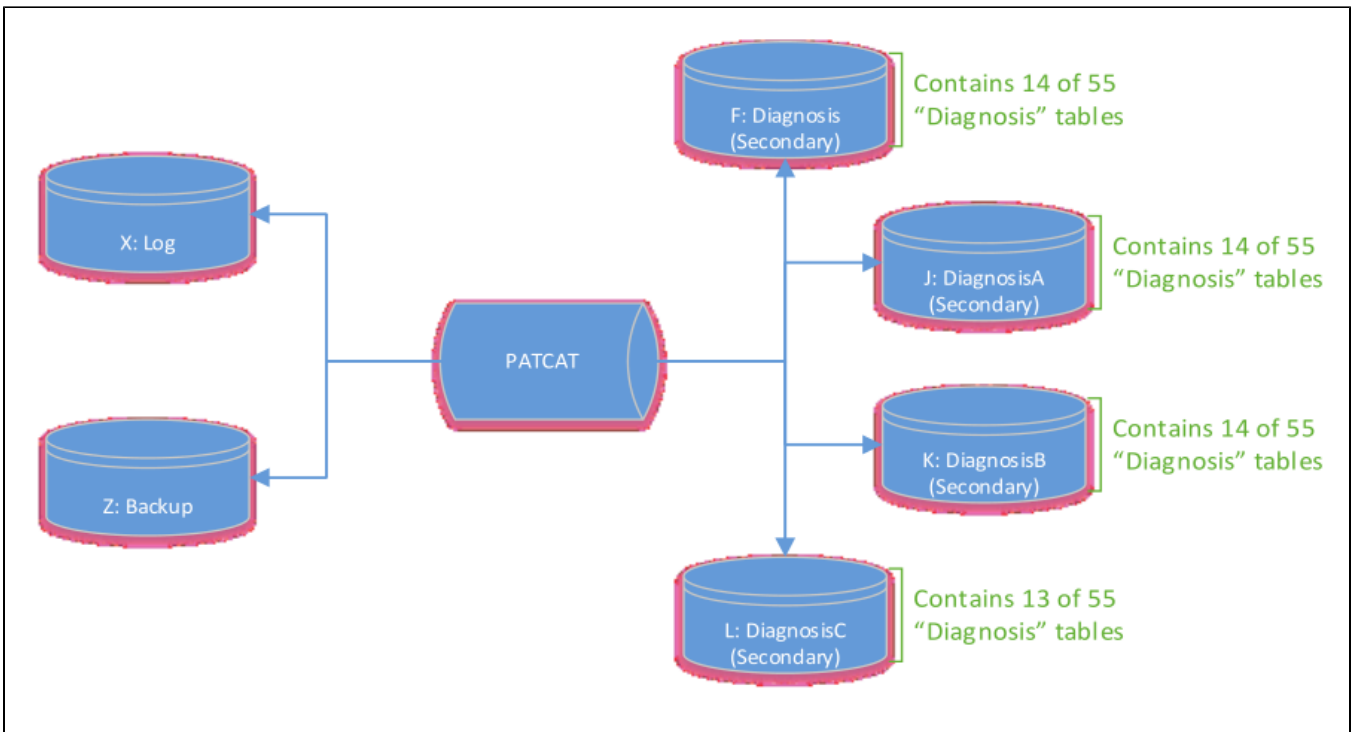 F: Diagnosis
(Secondary)
Contains 14 of 55
“Diagnosis” tables
X: Log
J: DiagnosisA
(Secondary)
Contains 14 of 55
“Diagnosis” tables
PATCAT
K: DiagnosisB
(Secondary)
Contains 14 of 55
“Diagnosis” tables
Z: Backup
L: DiagnosisC
(Secondary)
Contains 13 of 55
“Diagnosis” tables